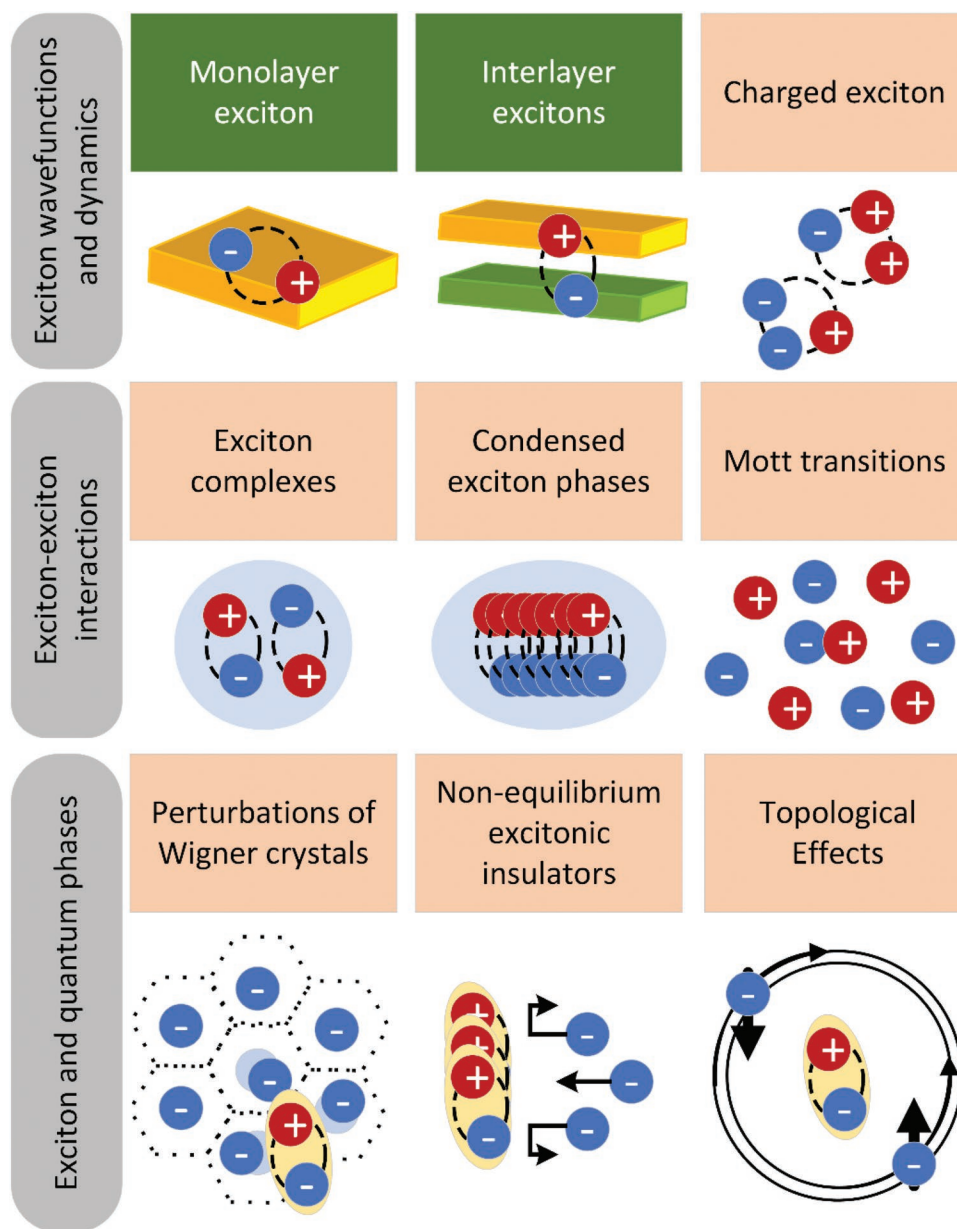 Exciton wavefunctions
and dynamics
Monolayer
exciton
Interlayer
excitons
Charged exciton
-
+
+
-
-
+
+
-
-
+
Exciton-exciton
interactions
Exciton
complexes
Condensed
exciton phases
Mott transitions
+
-
-
+
+
-
+
-
+
-
+
-
-
+
-
+
Exciton and quantum phases
Perturbations of
Wigner crystals
Non-equilibrium
excitonic
insulators
Topological
Effects
-
-
-
-
-
-
-
+
-
+
+
+
-
-
-
-
-
+
-
-